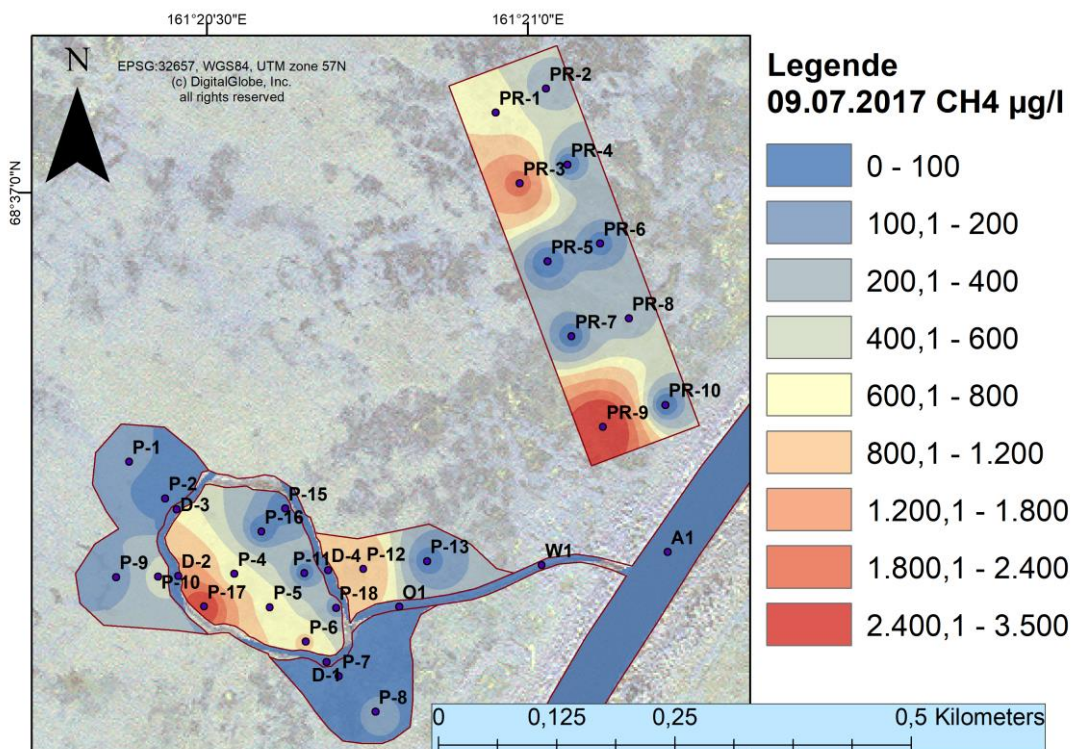 161°20'30"E
161°21'0"E
68°37'0"N
N
EPSG:32657, WGS84, UTM zone 57N
(c) DigitalGlobe, Inc.
all rights reserved
PR-2
PR-1
PR-4
PR-3
PR-6
PR-5
PR-8
PR-7
PR-10
PR-9
P-1
P-2
D-3
P-15
P-16
P-9
P-10
D-2
P-4
P-11
D-4
P-12
P-13
W1
A1
P-17
P-5
P-18
O1
P-6
P-7
D-1
P-8
0
0,125
0,25
0,5 Kilometers
Legende
09.07.2017 CH4 µg/l
0 - 100
100,1 - 200
200,1 - 400
400,1 - 600
600,1 - 800
800,1 - 1.200
1.200,1 - 1.800
1.800,1 - 2.400
2.400,1 - 3.500